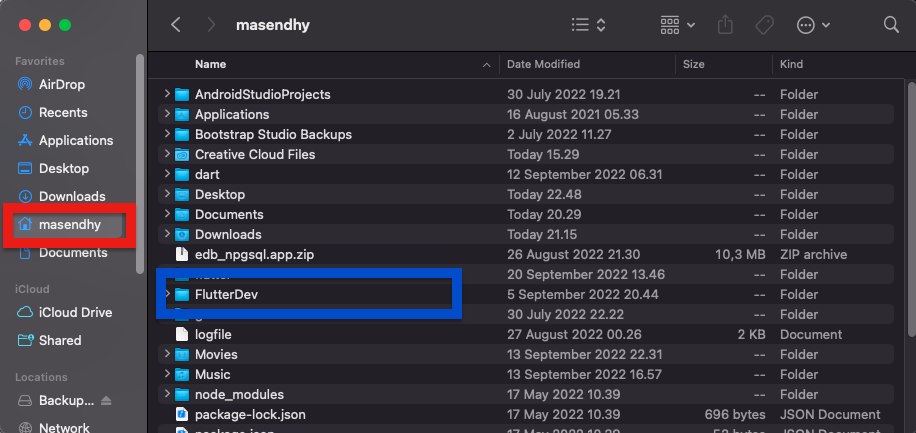 masendhy
Favorites
AirDrop
Recents
Applications
Desktop
Downloads
masendhy
Documents
iCloud
iCloud Drive
Shared
Locations
Backup...
Network
Name Date Modified Size Kind
AndroidStudioProjects 30 July 2022 19.21 -- Folder
Applications 16 August 2021 05.33 -- Folder
Bootstrap Studio Backups 2 July 2022 11.27 -- Folder
Creative Cloud Files Today 15.29 -- Folder
dart 12 September 2022 06.31 -- Folder
Desktop Today 22.48 -- Folder
Documents Today 20.29 -- Folder
Downloads Today 21.15 -- Folder
edb_npgsql.app.zip 26 August 2022 21.30 10,3 MB ZIP archive
20 September 2022 13.46 -- Folder
FlutterDev 5 September 2022 20.44 -- Folder
30 July 2022 22.22 -- Folder
logfile 27 August 2022 00.26 2 KB Document
Movies 13 September 2022 22.31 -- Folder
Music 13 September 2022 16.57 -- Folder
node_modules 17 May 2022 10.39 -- Folder
package-lock.json 17 May 2022 10.39 696 bytes JSON Document